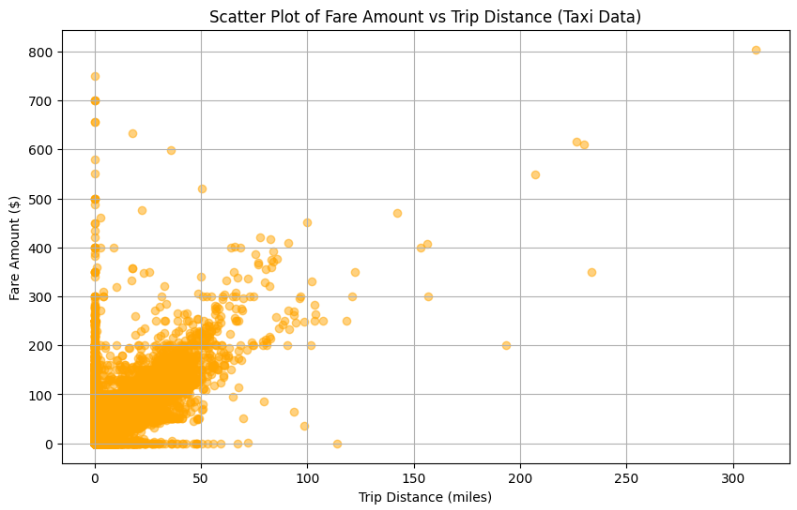 Scatter Plot of Fare Amount vs Trip Distance (Taxi Data)
800
700
600
500
400
300
200
100
0
Fare Amount ($)
0 50 100 150 200 250 300
Trip Distance (miles)